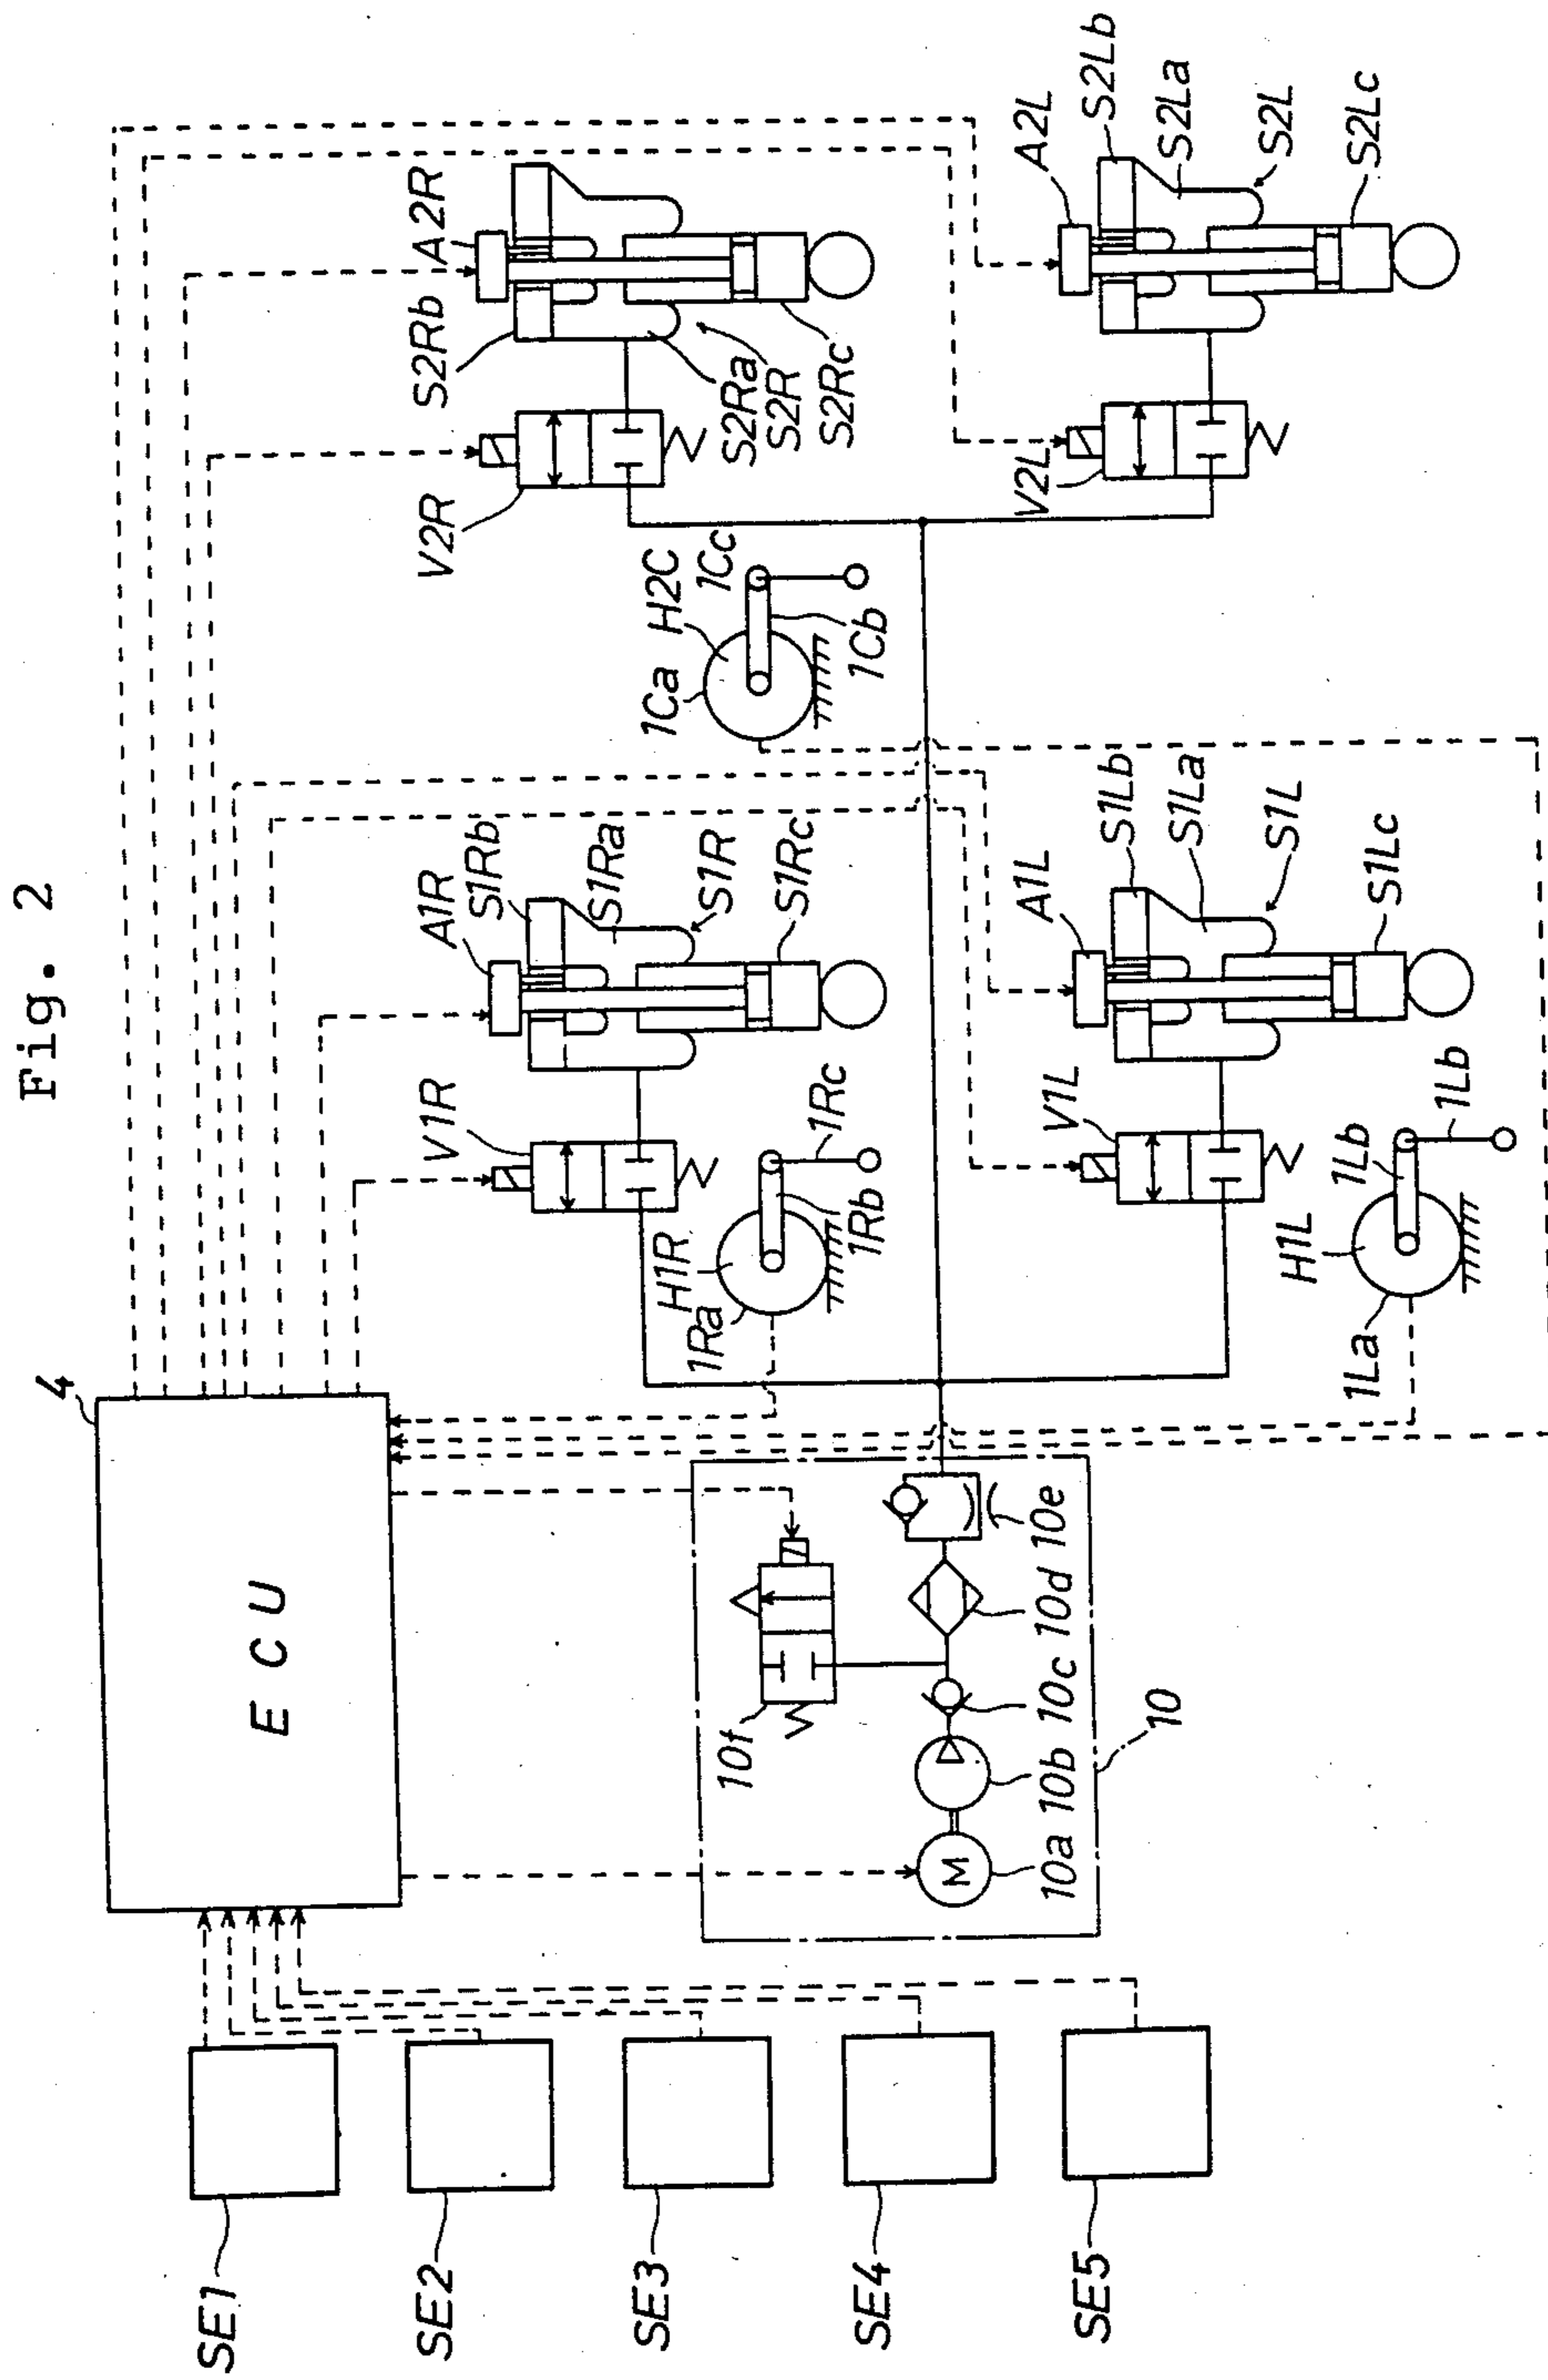 Fig. 2
4
ECU
SE1
SE2
SE3
SE4
SE5
10
10a
10b
10c
10d
10e
10f
M
V1R
A1R
S1Rb
S1Ra
S1R
S1Rc
H1R
1Ra
1Rb
1Rc
V2R
S2Rb
A2R
S2Ra
S2R
S2Rc
1Ca
H2C
1Cc
1Cb
V1L
A1L
S1Lb
S1La
S1L
S1Lc
H1L
1La
1Lb
1Lb
V2L
A2L
S2Lb
S2La
S2L
S2Lc